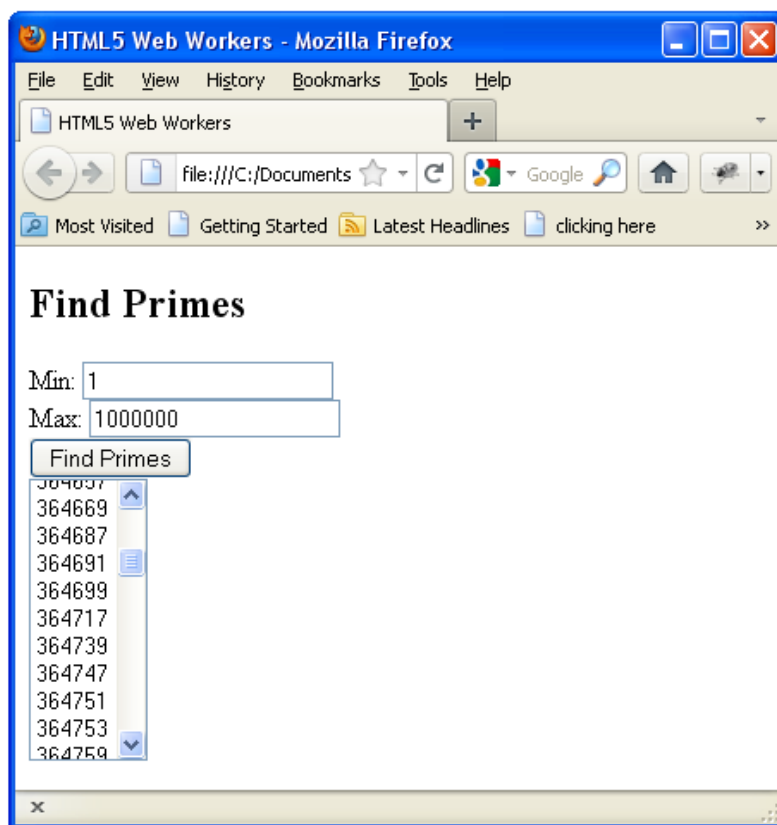 HTML5 Web Workers - Mozilla Firefox
File Edit View History Bookmarks Tools Help
HTML5 Web Workers
file:///C:/Documents Google
Most Visited Getting Started Latest Headlines clicking here
Find Primes
Min: 1
Max: 1000000
Find Primes
364669
364687
364691
364699
364717
364739
364747
364751
364753
364759